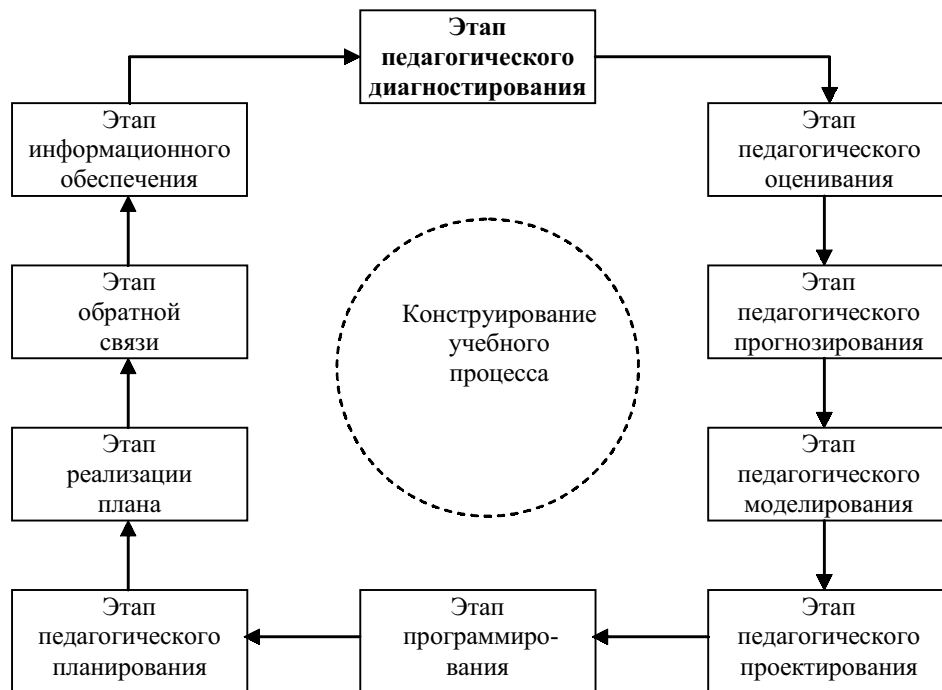 Этап
педагогического
диагностирования
Этап
информационного
обеспечения
Этап
педагогического
оценивания
Этап
обратной
связи
Конструирование
учебного
процесса
Этап
педагогического
прогнозирования
Этап
реализации
плана
Этап
педагогического
моделирования
Этап
педагогического
планирования
Этап
программиро-
вания
Этап
педагогического
проектирования